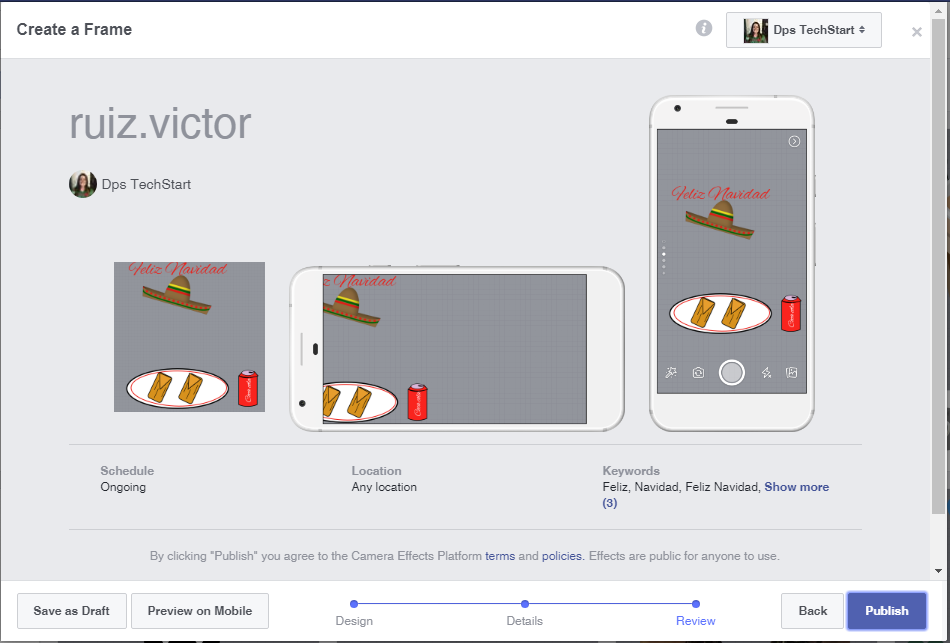 Create a Frame
Dps TechStart
ruiz.victor
Dps TechStart
Feliz Navidad
Feliz Navidad
z Navidad
Schedule
Ongoing
Location
Any location
Keywords
Feliz, Navidad, Feliz Navidad, Show more
(3)
By clicking "Publish" you agree to the Camera Effects Platform terms and policies. Effects are public for anyone to use.
Save as Draft
Preview on Mobile
Design
Details
Review
Back
Publish